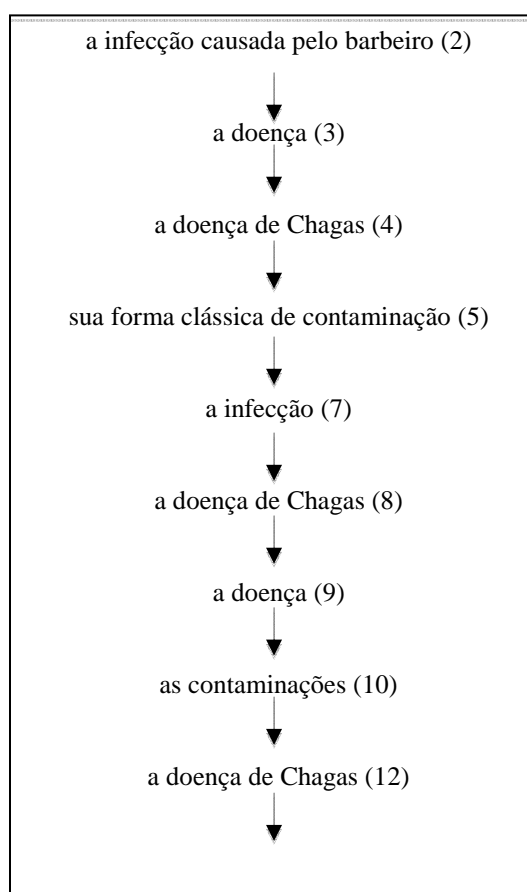 a infecção causada pelo barbeiro (2)
a doença (3)
a doença de Chagas (4)
sua forma clássica de contaminação (5)
a infecção (7)
a doença de Chagas (8)
a doença (9)
as contaminações (10)
a doença de Chagas (12)